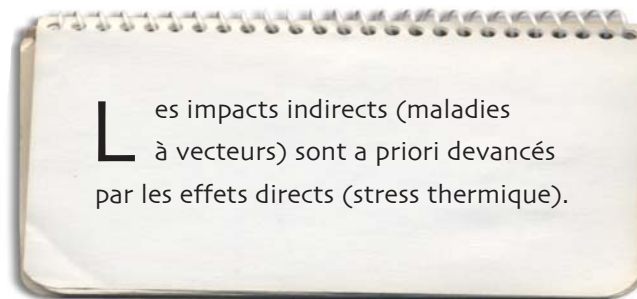 Les impacts indirects (maladies
à vecteurs) sont a priori devancés
par les effets directs (stress thermique).